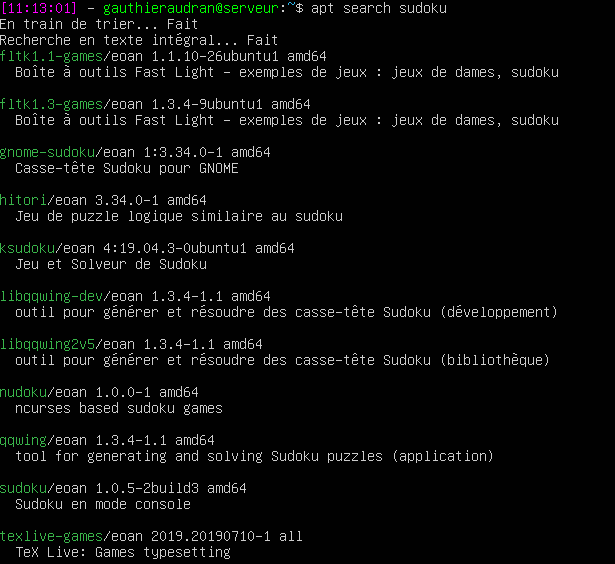 [11:13:01] - gauthieraudran@serveur:~$ apt search sudoku
En train de trier... Fait
Recherche en texte intégral... Fait
fltk1.1-games/eoan 1.1.10-26ubuntu1 amd64
  Boîte à outils Fast Light - exemples de jeux : jeux de dames, sudoku

fltk1.3-games/eoan 1.3.4-9ubuntu1 amd64
  Boîte à outils Fast Light - exemples de jeux : jeux de dames, sudoku

gnome-sudoku/eoan 1:3.34.0-1 amd64
  Casse-tête Sudoku pour GNOME

hitori/eoan 3.34.0-1 amd64
  Jeu de puzzle logique similaire au sudoku

ksudoku/eoan 4:19.04.3-0ubuntu1 amd64
  Jeu et Solveur de Sudoku

libqqwing-dev/eoan 1.3.4-1.1 amd64
  outil pour générer et résoudre des casse-tête Sudoku (développement)

libqqwing2v5/eoan 1.3.4-1.1 amd64
  outil pour générer et résoudre des casse-tête Sudoku (bibliothèque)

nudoku/eoan 1.0.0-1 amd64
  ncurses based sudoku games

qqwing/eoan 1.3.4-1.1 amd64
  tool for generating and solving Sudoku puzzles (application)

sudoku/eoan 1.0.5-2build3 amd64
  Sudoku en mode console

texlive-games/eoan 2019.20190710-1 all
  TeX Live: Games typesetting